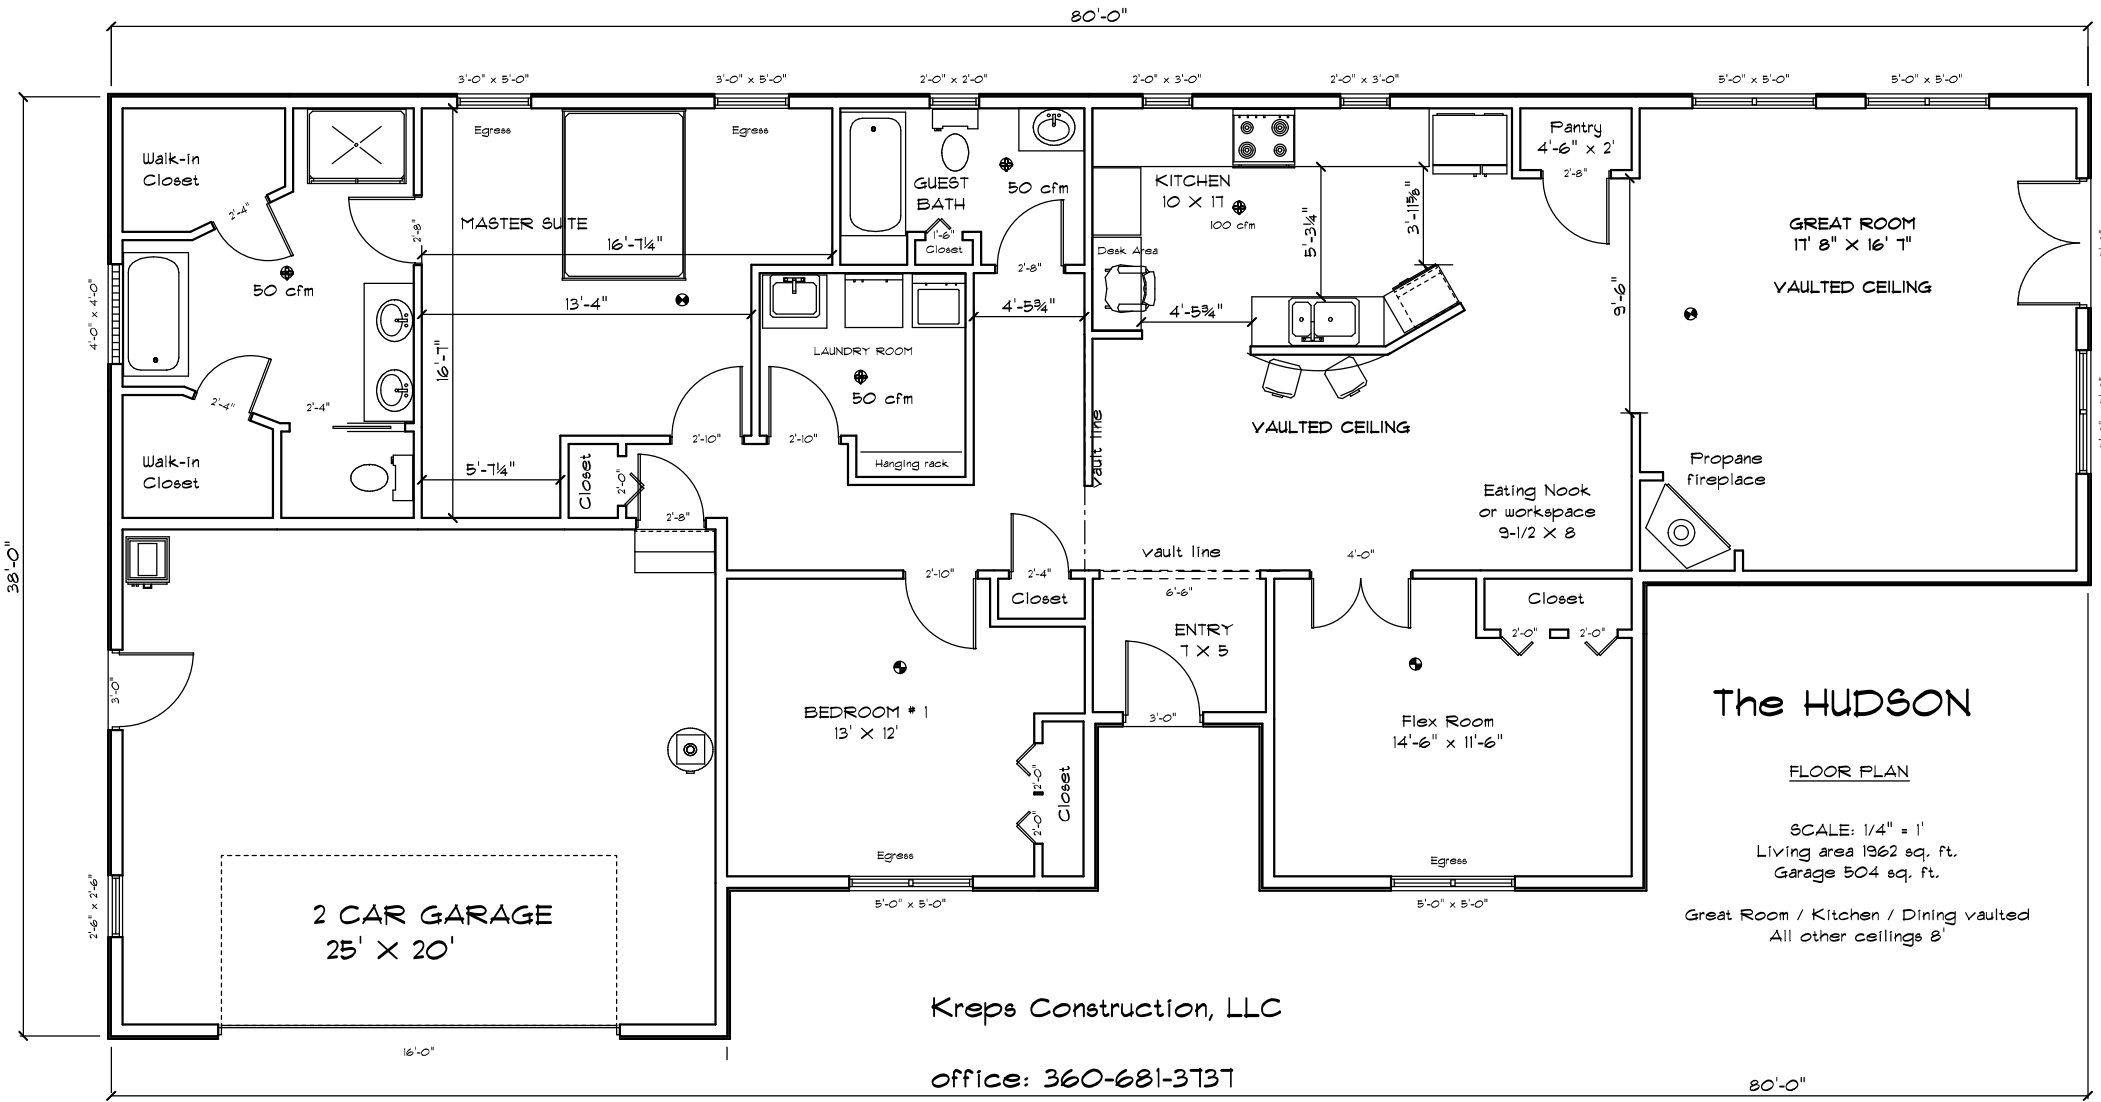 80'-0"
3'-0" x 5'-0"
3'-0" x 5'-0"
2'-0" x 2'-0"
2'-0" x 3'-0"
2'-0" x 3'-0"
5'-0" x 5'-0"
5'-0" x 5'-0"
Egress
Egress
Walk-in
Closet
2'-4"
MASTER SUITE
2'-8"
16'-7¼"
GUEST
BATH
50 cfm
1'-6"
Closet
2'-8"
KITCHEN
10 X 17
100 cfm
Desk Area
5'-3¼"
3'-11⅝"
Pantry
4'-6" x 2'
2'-8"
GREAT ROOM
17' 8" X 16' 7"
VAULTED CEILING
50 cfm
4'-0" x 4'-0"
13'-4"
4'-5¾"
4'-5¾"
9'-6"
16'-7"
LAUNDRY ROOM
50 cfm
2'-4"
2'-4"
2'-10"
2'-10"
Hanging rack
vault line
VAULTED CEILING
Walk-in
Closet
5'-7¼"
Closet
2'-0"
2'-8"
Propane
fireplace
Eating Nook
or workspace
9-1/2 X 8
38'-0"
vault line
4'-0"
2'-10"
2'-4"
Closet
6'-6"
ENTRY
7 X 5
3'-0"
Closet
2'-0"
2'-0"
3'-0"
BEDROOM # 1
13' X 12'
2'-0"
2'-0"
Closet
Egress
5'-0" x 5'-0"
Flex Room
14'-6" x 11'-6"
Egress
5'-0" x 5'-0"
The HUDSON
FLOOR PLAN
SCALE: 1/4" = 1'
Living area 1962 sq. ft.
Garage 504 sq. ft.
Great Room / Kitchen / Dining vaulted
All other ceilings 8'
2'-6" x 2'-6"
2 CAR GARAGE
25' X 20'
16'-0"
Kreps Construction, LLC
office: 360-681-3737
80'-0"